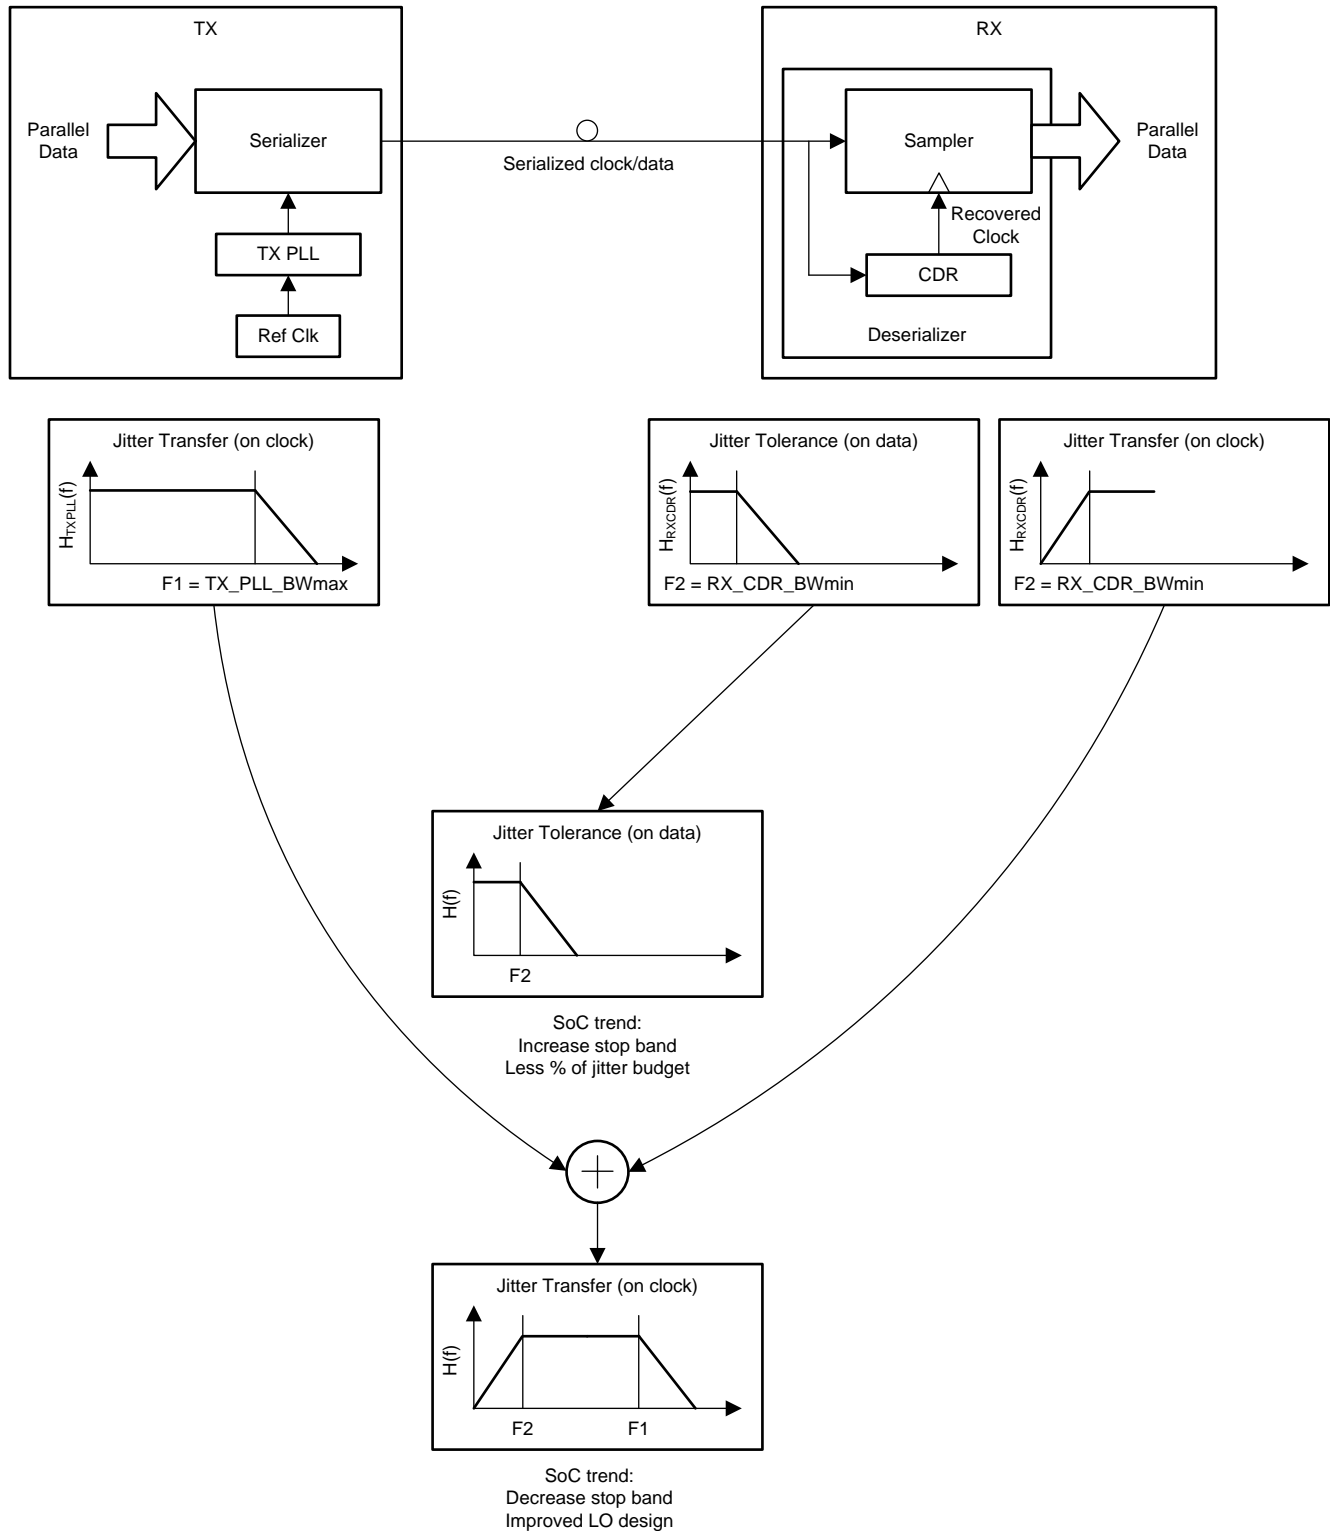 TX
Parallel
Data
Serializer
TX PLL
Ref Clk
Serialized clock/data
RX
Sampler
Recovered
Clock
CDR
Deserializer
Parallel
Data
Jitter Transfer (on clock)
HTXPLL(f)
F1 = TX_PLL_BWmax
Jitter Tolerance (on data)
HRXCDR(f)
F2 = RX_CDR_BWmin
Jitter Transfer (on clock)
HRXCDR(f)
F2 = RX_CDR_BWmin
Jitter Tolerance (on data)
H(f)
F2
SoC trend:
Increase stop band
Less % of jitter budget
Jitter Transfer (on clock)
H(f)
F2
F1
SoC trend:
Decrease stop band
Improved LO design